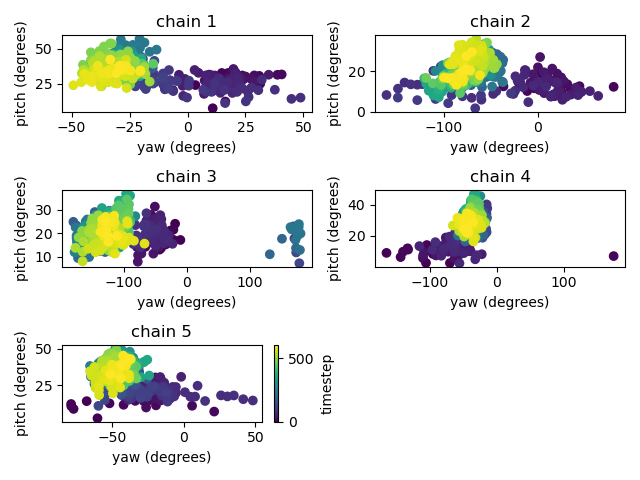 chain 1
pitch (degrees)
50
25
−50
−25
0
25
50
yaw (degrees)
chain 2
pitch (degrees)
20
0
−100
0
yaw (degrees)
chain 3
pitch (degrees)
30
20
10
−100
0
100
yaw (degrees)
chain 4
pitch (degrees)
40
20
−100
0
100
yaw (degrees)
chain 5
pitch (degrees)
50
25
−50
0
50
yaw (degrees)
500
0
timestep